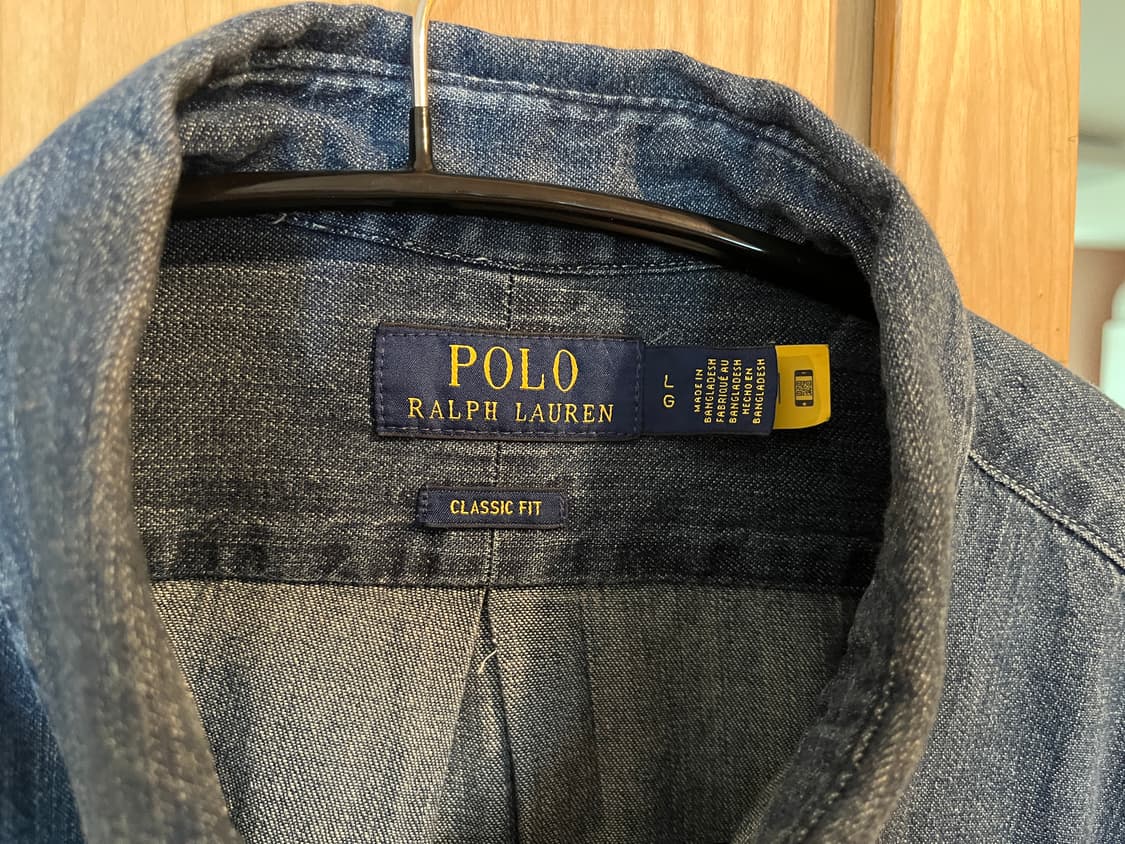 POLO
RALPH LAUREN
L
G
MADE IN
BANGLADESH
FABRIQUÉ AU
BANGLADESH
HECHO EN
BANGLADESH
CLASSIC FIT